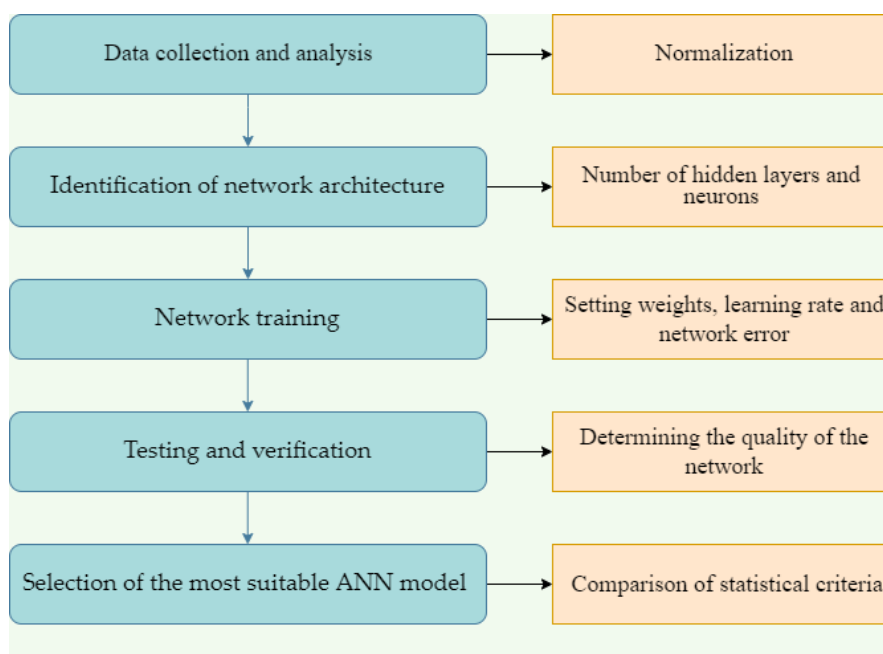 Data collection and analysis
Normalization
Identification of network architecture
Number of hidden layers and
neurons
Network training
Setting weights, learning rate and
network error
Testing and verification
Determining the quality of the
network
Selection of the most suitable ANN model
Comparison of statistical criteria